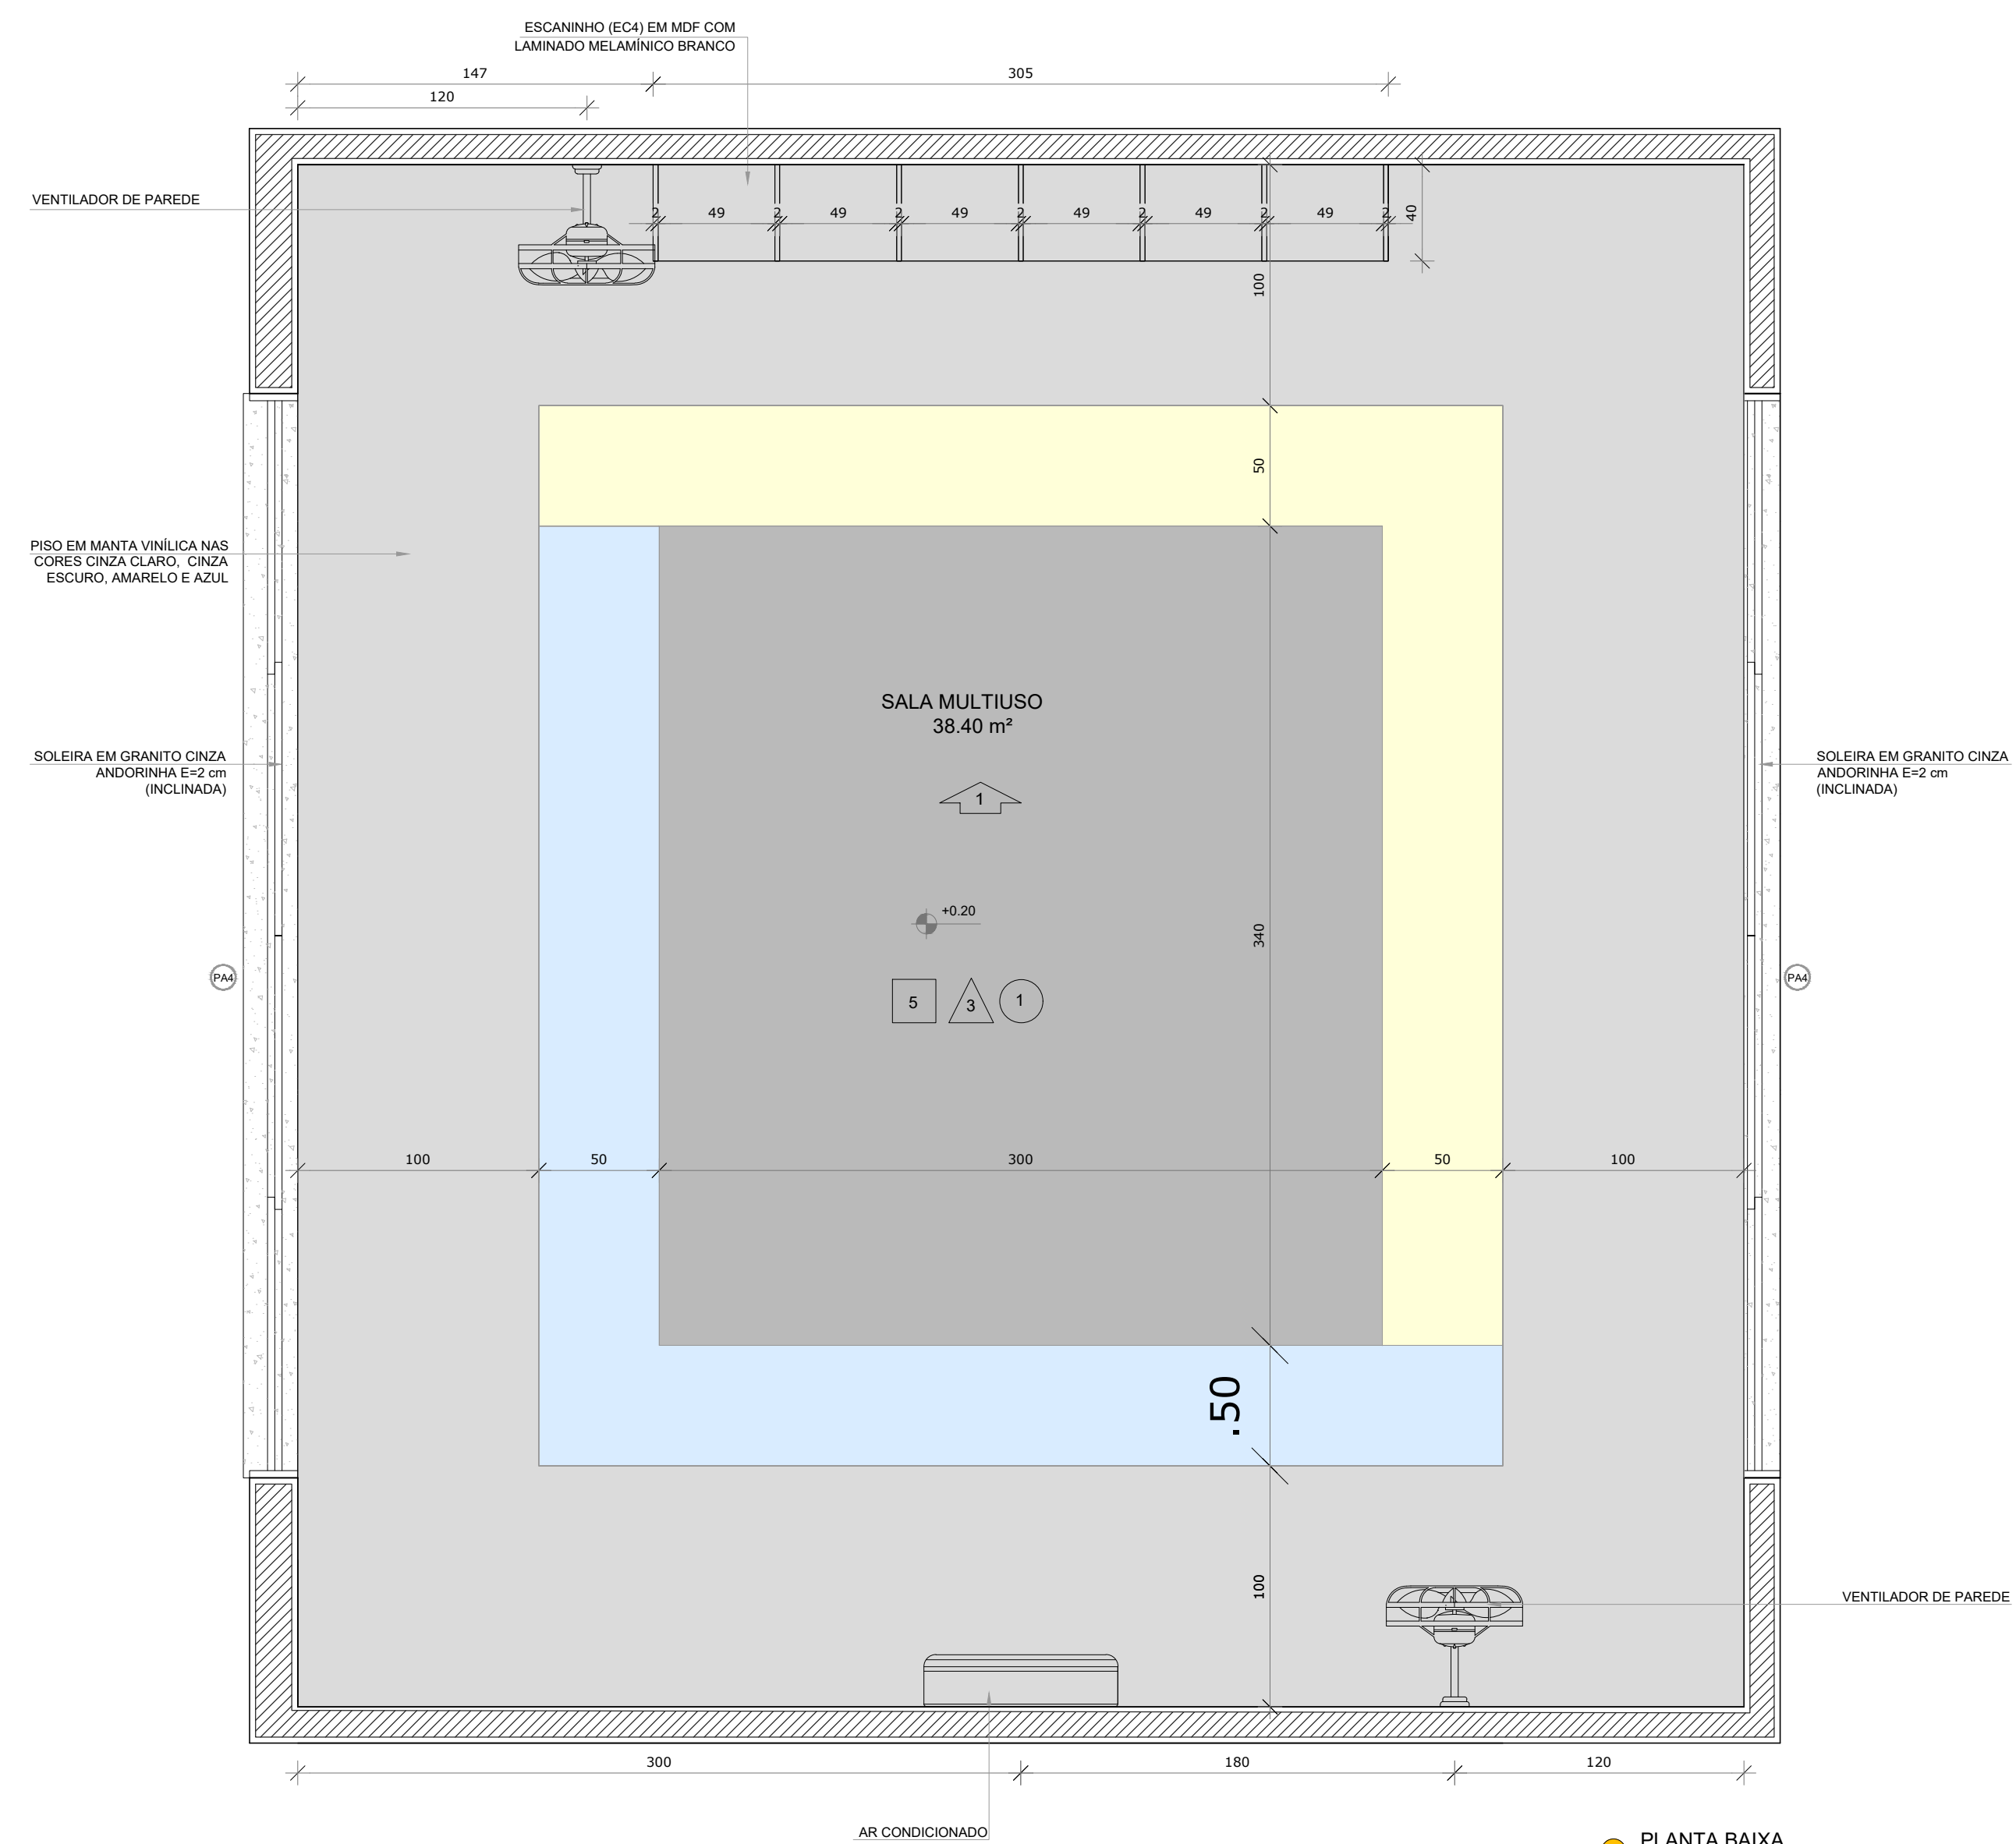 ESCANINHO (EC4) EM MDF COM
LAMINADO MELAMÍNICO BRANCO
147
305
120
VENTILADOR DE PAREDE
2 49 2 49 2 49 2 49 2 49 2 49 2
40
100
50
PISO EM MANTA VINÍLICA NAS
CORES CINZA CLARO, CINZA
ESCURO, AMARELO E AZUL
SALA MULTIUSO
38.40 m²
SOLEIRA EM GRANITO CINZA
ANDORINHA E=2 cm
(INCLINADA)
SOLEIRA EM GRANITO CINZA
ANDORINHA E=2 cm
(INCLINADA)
1
+0.20
340
PA4
PA4
5 3 1
100 50 300 50 100
.50
100
VENTILADOR DE PAREDE
300 180 120
AR CONDICIONADO
PLANTA BAIXA